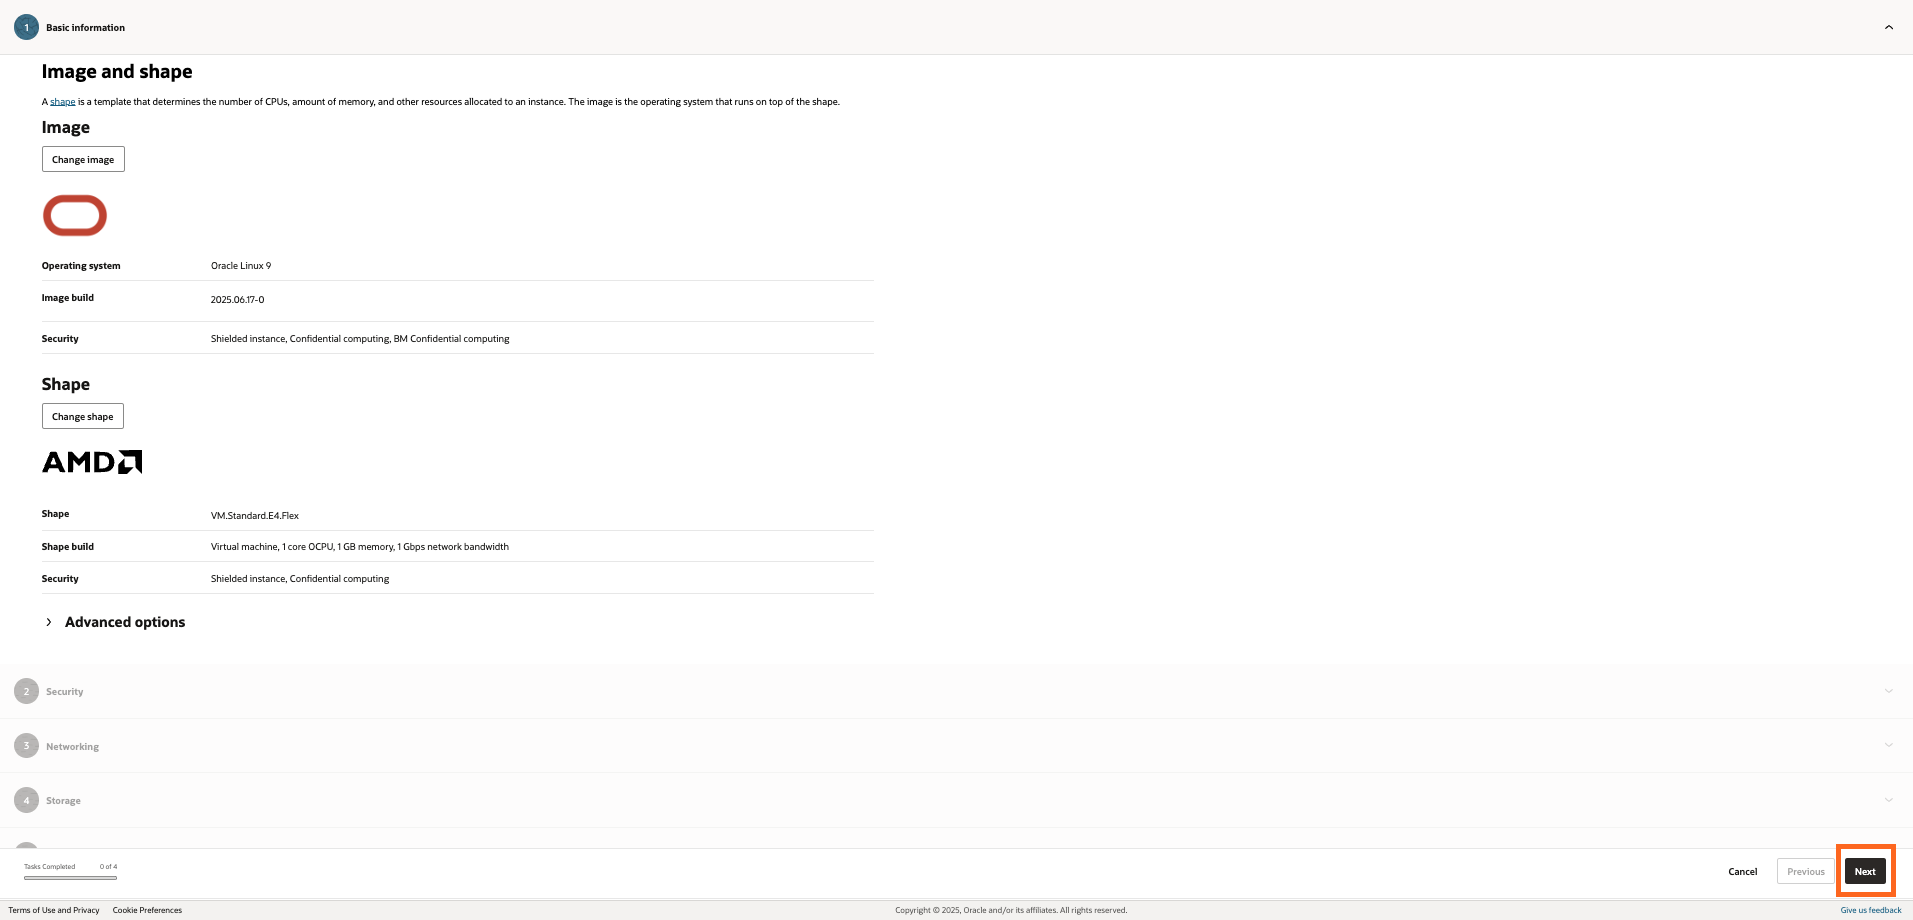 1 Basic information
Image and shape
A shape is a template that determines the number of CPUs, amount of memory, and other resources allocated to an instance. The image is the operating system that runs on top of the shape.
Image
Change image
Operating system Oracle Linux 9
Image build 2025.06.17-0
Security Shielded instance, Confidential computing, BM Confidential computing
Shape
Change shape
AMD
Shape VM.Standard.E4.Flex
Shape build Virtual machine, 1 core OCPU, 1 GB memory, 1 Gbps network bandwidth
Security Shielded instance, Confidential computing
Advanced options
2 Security
3 Networking
4 Storage
Tasks Completed 0 of 4
Cancel Previous Next
Terms of Use and Privacy Cookie Preferences Copyright © 2025, Oracle and/or its affiliates. All rights reserved. Give us feedback